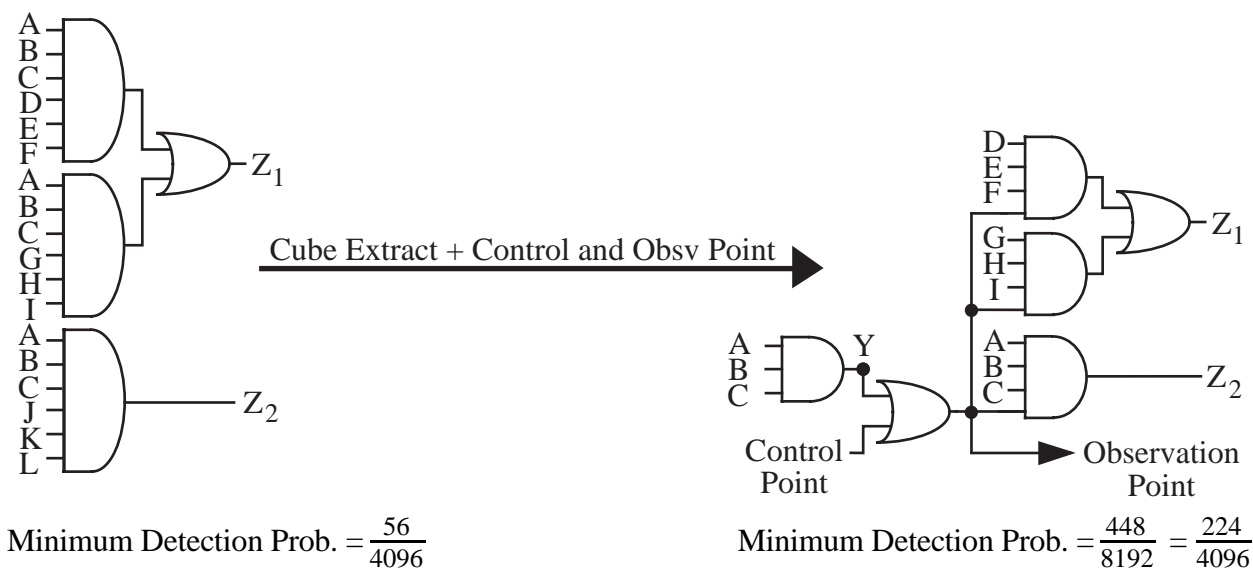 A
B
C
D
E
F
A
B
C
G
H
I
A
B
C
J
K
L
Z1
Z2
Cube Extract + Control and Obsv Point
A
B
C
Y
Control
Point
D
E
F
G
H
I
A
B
C
Z1
Z2
Observation
Point
Minimum Detection Prob. = 56/4096
Minimum Detection Prob. = 448/8192 = 224/4096